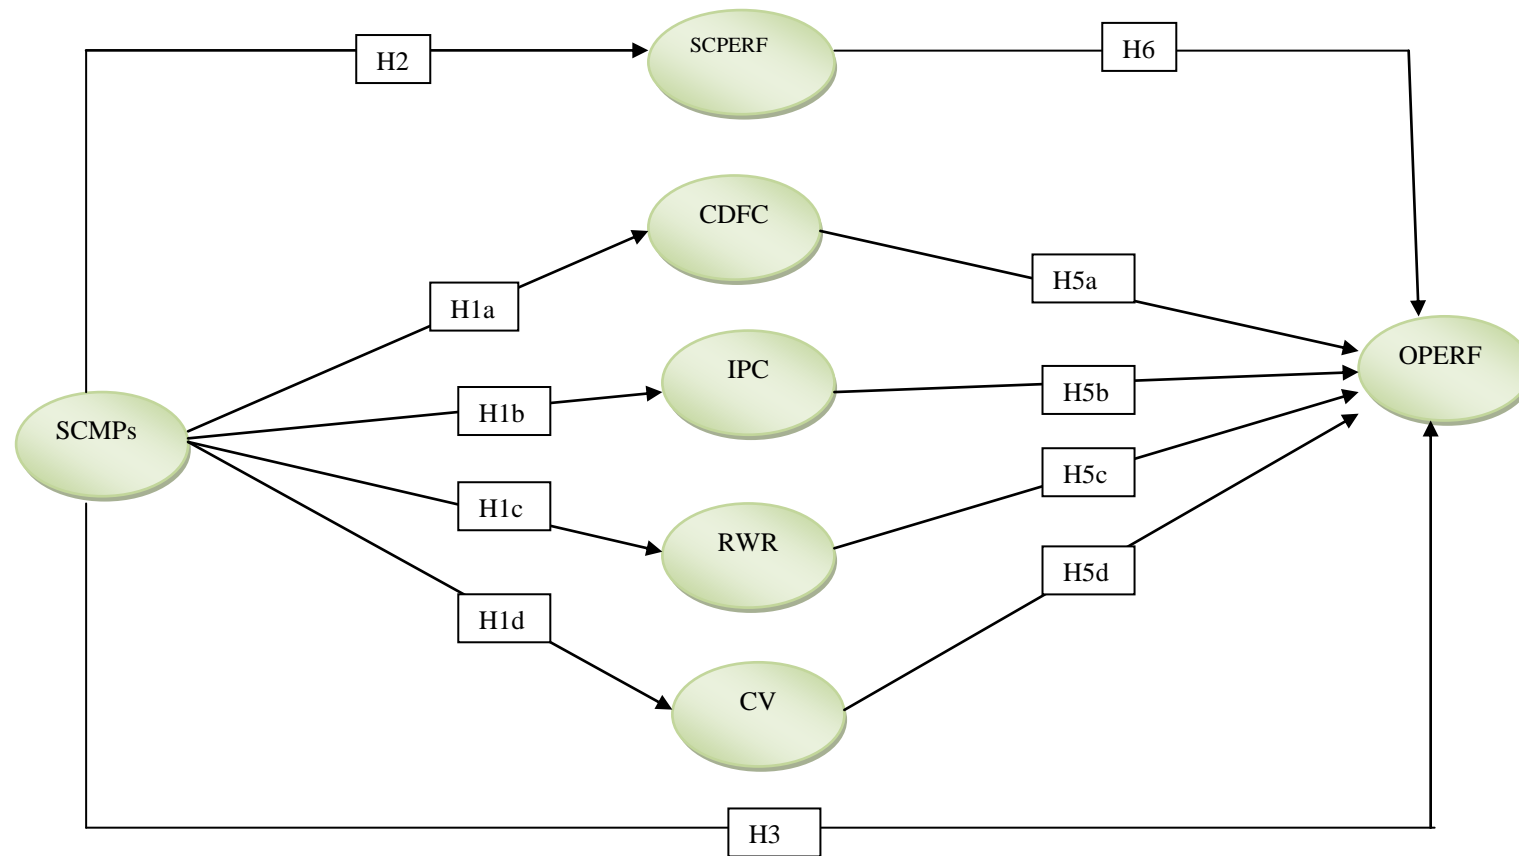 SCPERF
H2
H6
CDFC
H5a
H1a
IPC
OPERF
H5b
H1b
SCMPs
H5c
H1c
RWR
H5d
H1d
CV
H3